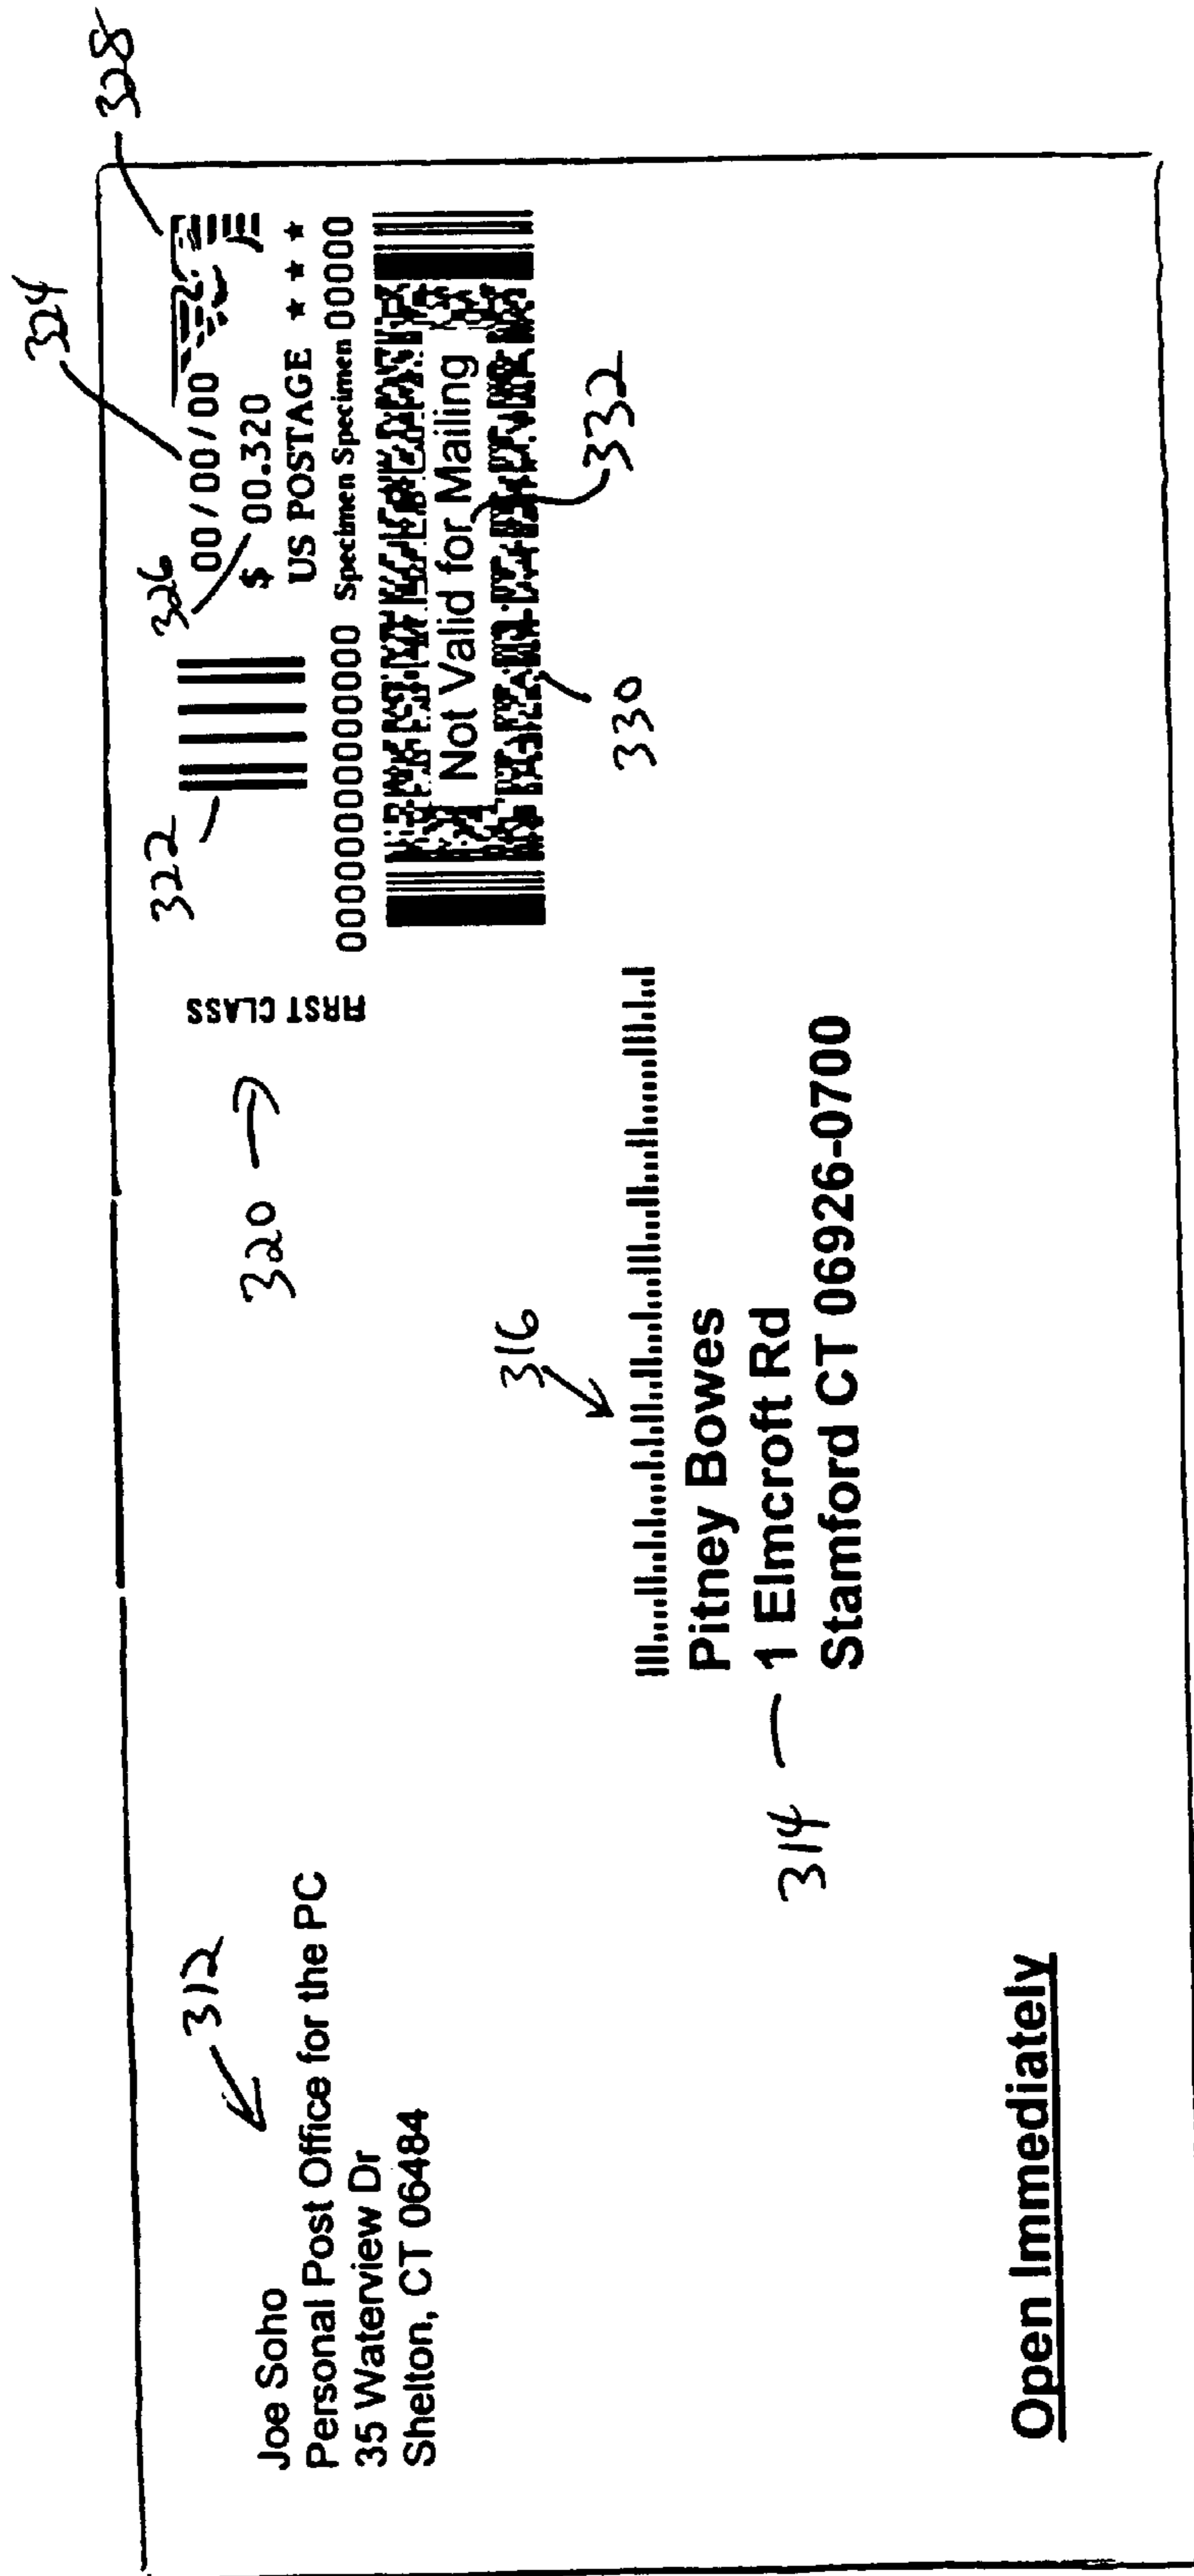 324
328
326
322
00/00/00
$ 00.320
US POSTAGE ★★★
FIRST CLASS
000000000000 Specimen Specimen 00000
Not Valid for Mailing
332
330
320
312
Joe Soho
Personal Post Office for the PC
35 Waterview Dr
Shelton, CT 06484
316
Pitney Bowes
314
1 Elmcroft Rd
Stamford CT 06926-0700
Open Immediately